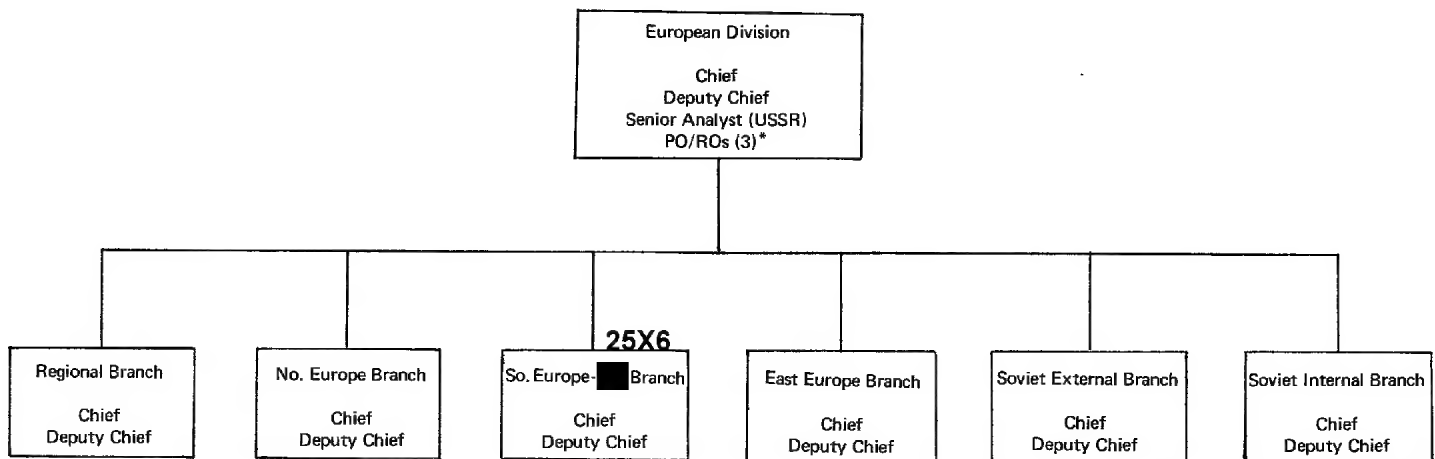 European Division
Chief
Deputy Chief
Senior Analyst (USSR)
PO/ROs (3)*
Regional Branch
Chief
Deputy Chief
No. Europe Branch
Chief
Deputy Chief
25X6
So. Europe- Branch
Chief
Deputy Chief
East Europe Branch
Chief
Deputy Chief
Soviet External Branch
Chief
Deputy Chief
Soviet Internal Branch
Chief
Deputy Chief